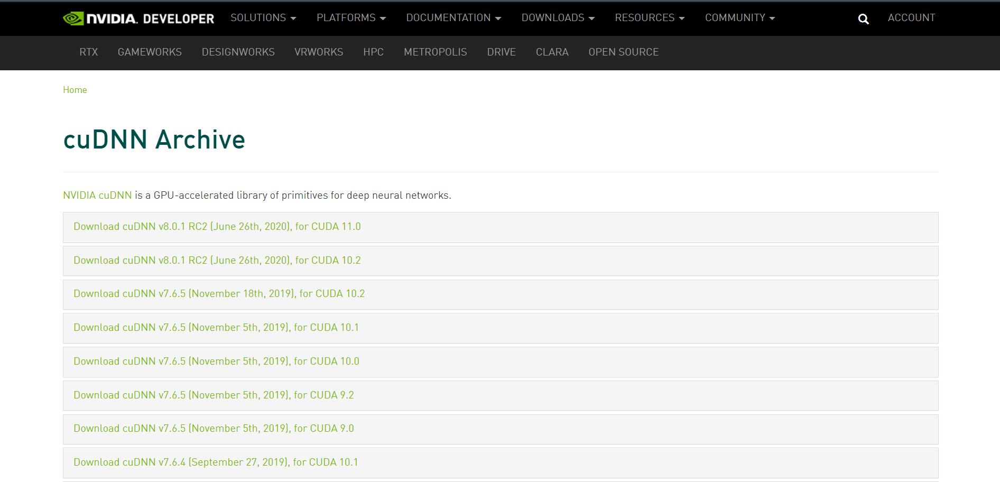 NVIDIA. DEVELOPER SOLUTIONS PLATFORMS DOCUMENTATION DOWNLOADS RESOURCES COMMUNITY ACCOUNT
RTX GAMEWORKS DESIGNWORKS VRWORKS HPC METROPOLIS DRIVE CLARA OPEN SOURCE
Home
cuDNN Archive
NVIDIA cuDNN is a GPU-accelerated library of primitives for deep neural networks.
Download cuDNN v8.0.1 RC2 (June 26th, 2020), for CUDA 11.0
Download cuDNN v8.0.1 RC2 (June 26th, 2020), for CUDA 10.2
Download cuDNN v7.6.5 (November 18th, 2019), for CUDA 10.2
Download cuDNN v7.6.5 (November 5th, 2019), for CUDA 10.1
Download cuDNN v7.6.5 (November 5th, 2019), for CUDA 10.0
Download cuDNN v7.6.5 (November 5th, 2019), for CUDA 9.2
Download cuDNN v7.6.5 (November 5th, 2019), for CUDA 9.0
Download cuDNN v7.6.4 (September 27, 2019), for CUDA 10.1